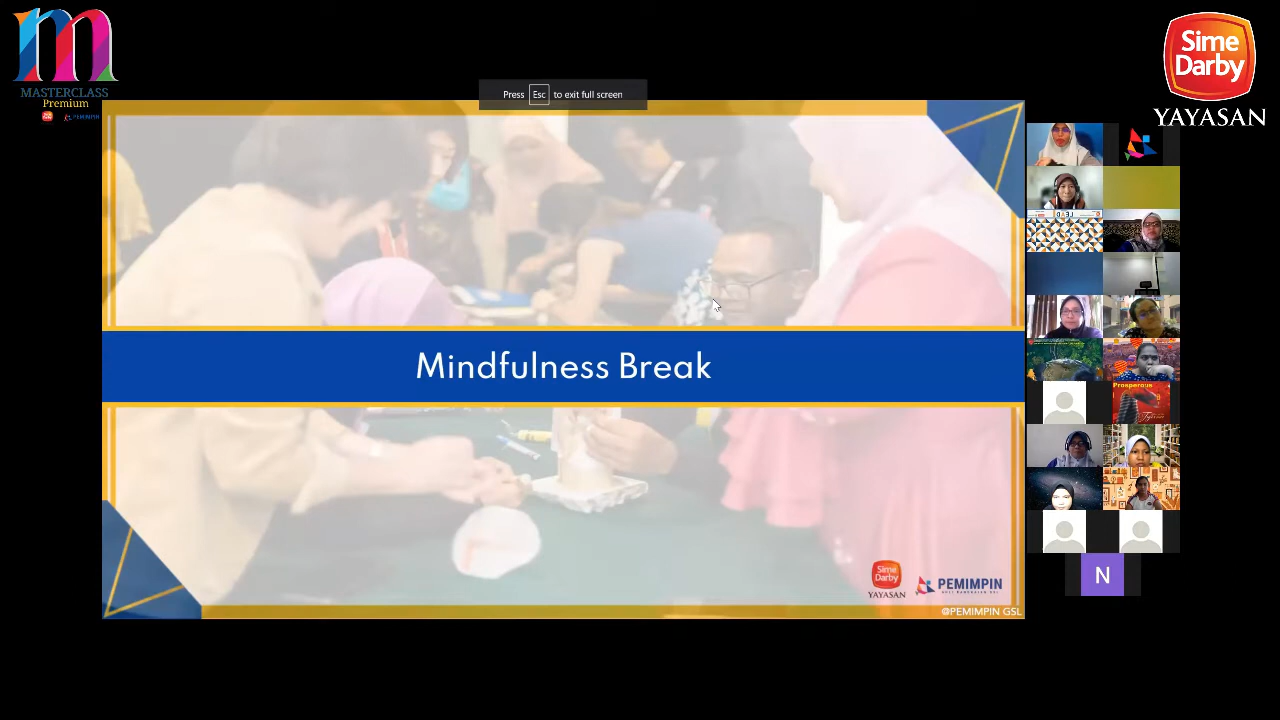 MASTERCLASS
Premium
PEMIMPIN
Sime
Darby
YAYASAN
Press Esc to exit full screen
Mindfulness Break
Prosperous
Sime
Darby
YAYASAN
PEMIMPIN
@PEMIMPIN GSL
N